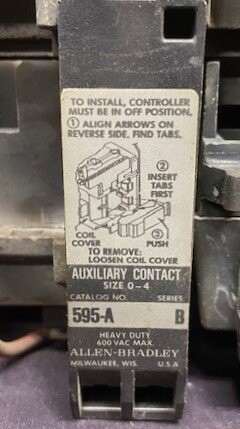 TO INSTALL, CONTROLLER
MUST BE IN OFF POSITION.
① ALIGN ARROWS ON
REVERSE SIDE. FIND TABS.
②
INSERT
TABS
FIRST
COIL
COVER
③
PUSH
TO REMOVE:
LOOSEN COIL COVER
AUXILIARY CONTACT
SIZE 0-4
CATALOG NO. SERIES
595-A B
HEAVY DUTY
600 VAC MAX.
ALLEN-BRADLEY
MILWAUKEE, WIS. U.S.A.